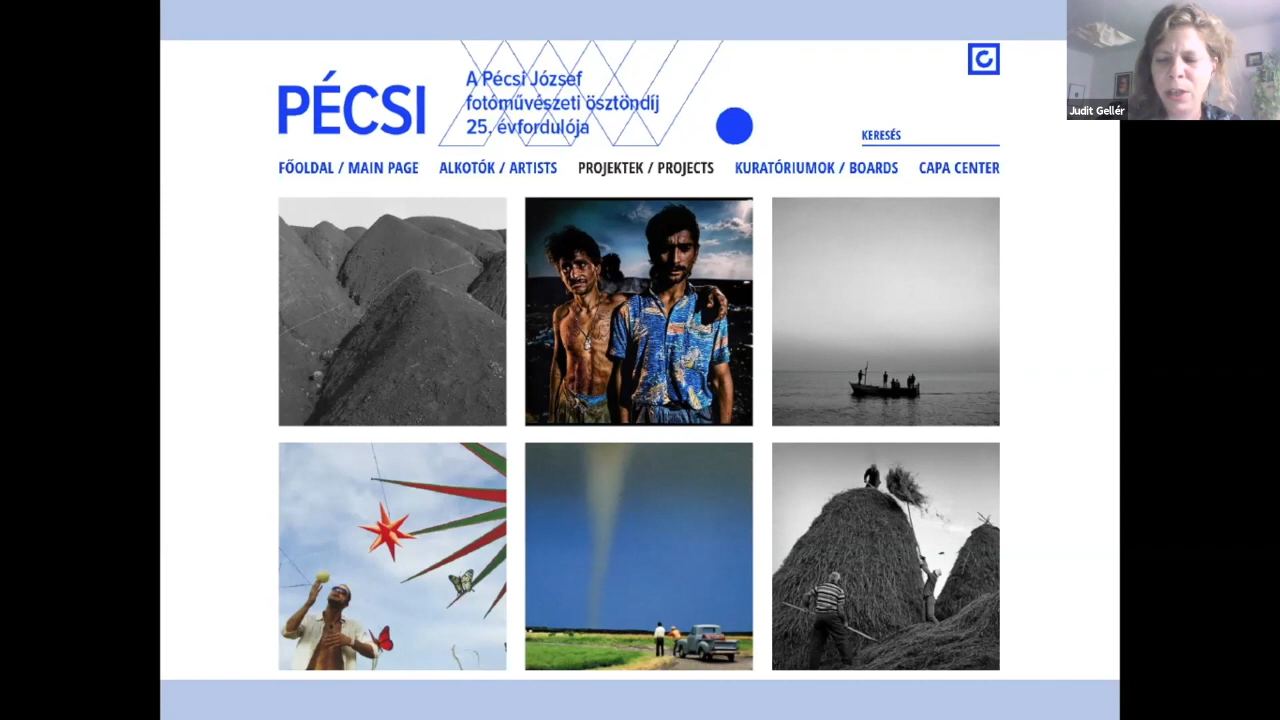 PÉCSI
A Pécsi József
fotóművészeti ösztöndíj
25. évfordulója
KERESÉS
FŐOLDAL / MAIN PAGE ALKOTÓK / ARTISTS PROJEKTEK / PROJECTS KURATÓRIUMOK / BOARDS CAPA CENTER
Judit Gellér